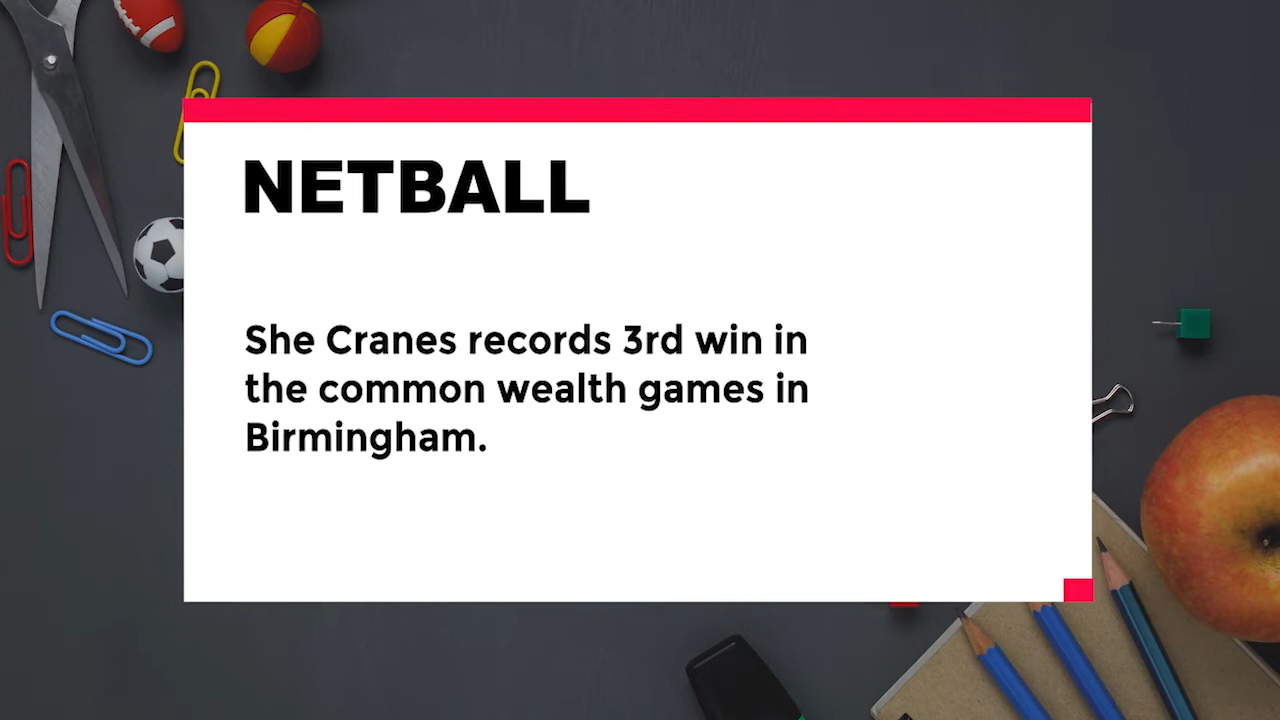 NETBALL
She Cranes records 3rd win in
the common wealth games in
Birmingham.